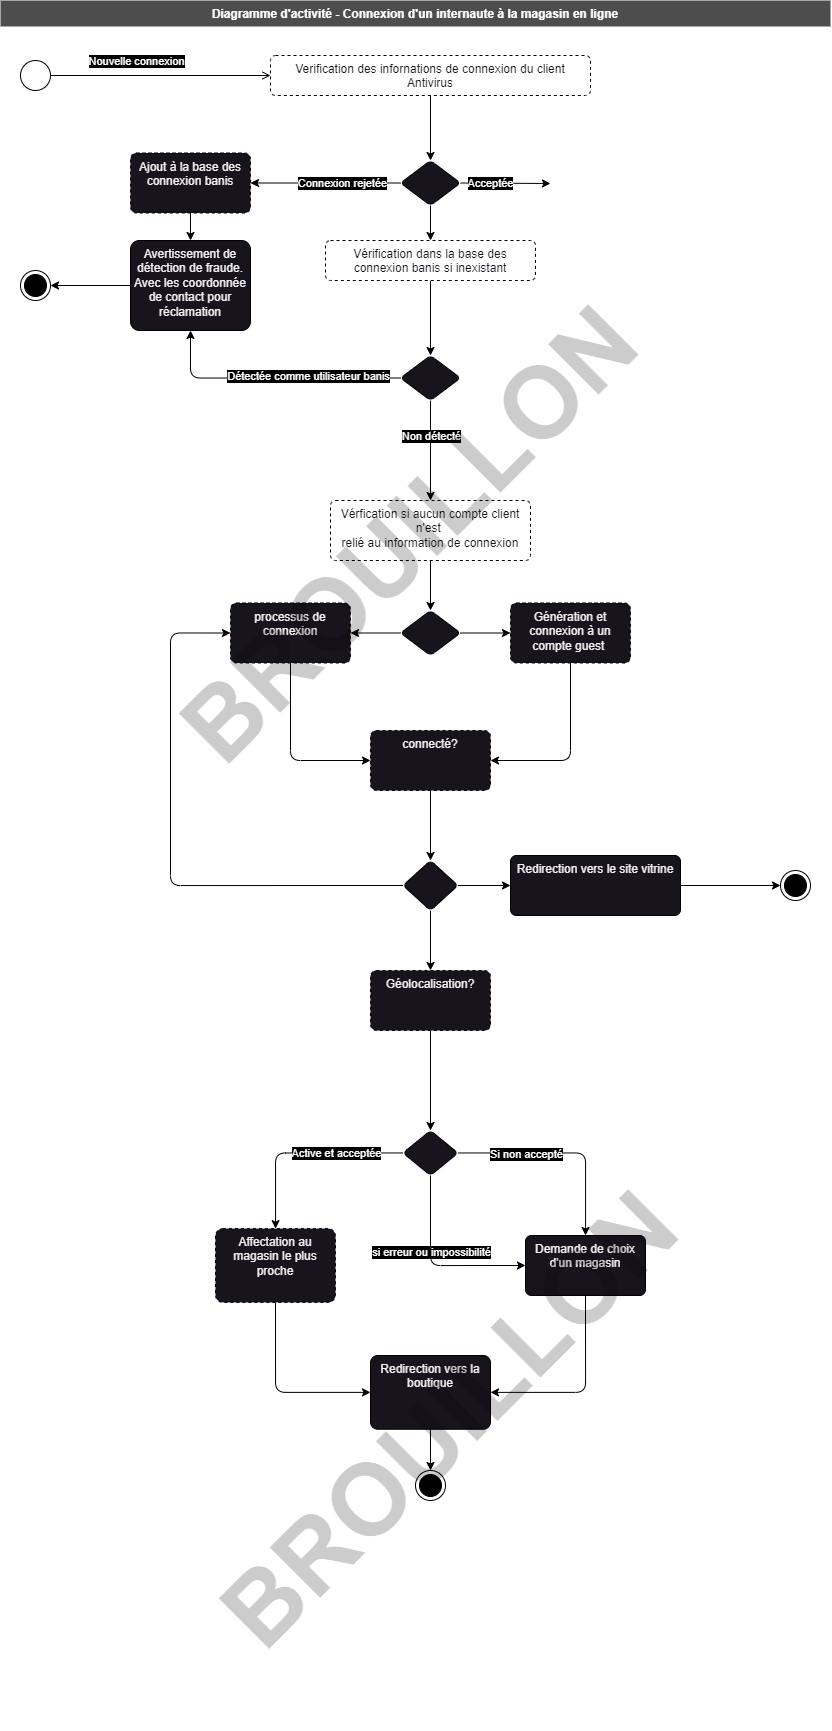 Diagramme d'activité - Connexion d'un internaute à la magasin en ligne
Nouvelle connexion
Verification des infornations de connexion du client
Antivirus
Ajout à la base des
connexion banis
Connexion rejetée
Acceptée
Avertissement de
détection de fraude.
Avec les coordonnée
de contact pour
réclamation
Vérification dans la base des
connexion banis si inexistant
Détectée comme utilisateur banis
Non détecté
Vérfication si aucun compte client
n'est
relié au information de connexion
processus de
connexion
Génération et
connexion à un
compte guest
connecté?
Redirection vers le site vitrine
Géolocalisation?
Active et acceptée
Si non accepté
Affectation au
magasin le plus
proche
si erreur ou impossibilité
Demande de choix
d'un magasin
Redirection vers la
boutique
BROUILLON
BROUILLON